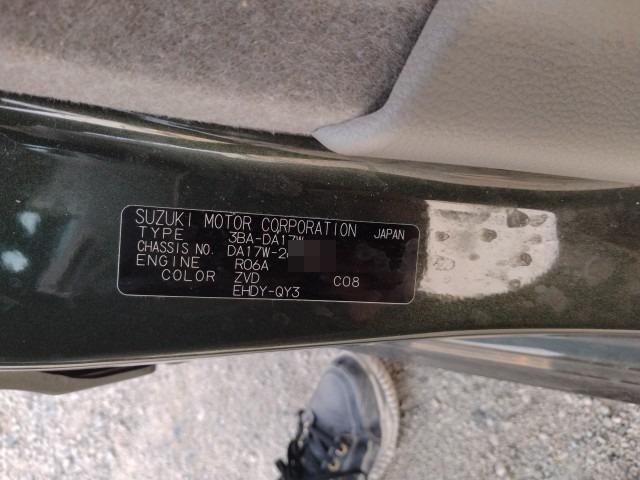 SUZUKI MOTOR CORPORATION JAPAN
TYPE 3BA-DA17W
CHASSIS NO. DA17W-2
ENGINE R06A
COLOR ZVD C08
EHDY-QY3